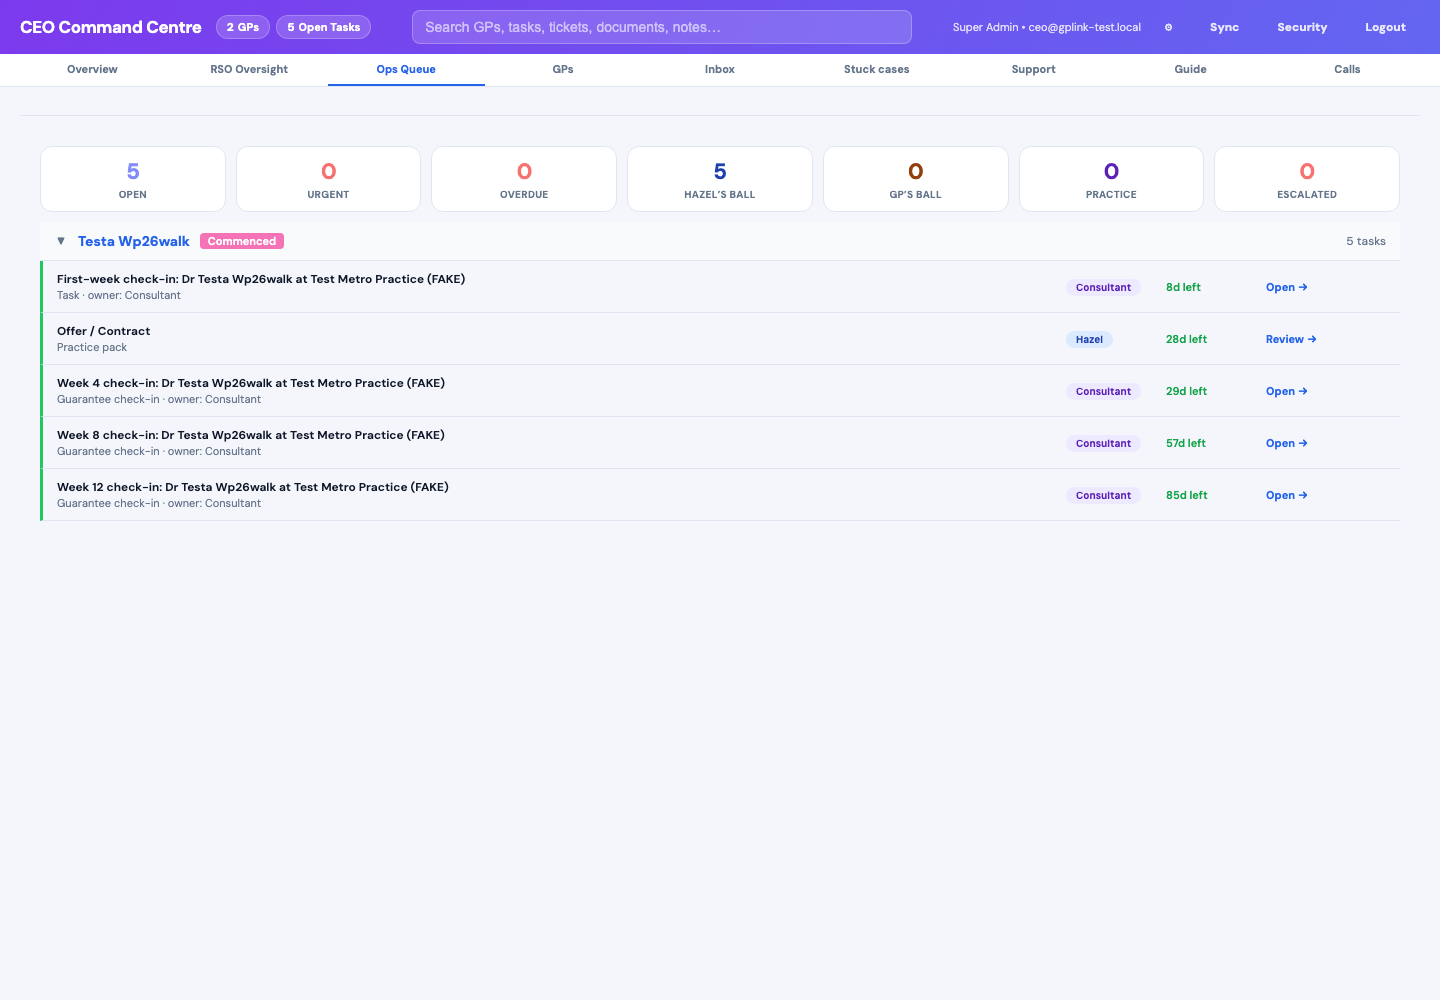 CEO Command Centre
2 GPs
5 Open Tasks
Search GPs, tasks, tickets, documents, notes...
Super Admin • ceo@gplink-test.local
Sync
Security
Logout
Overview
RSO Oversight
Ops Queue
GPs
Inbox
Stuck cases
Support
Guide
Calls
5
OPEN
0
URGENT
0
OVERDUE
5
HAZEL'S BALL
0
GP'S BALL
0
PRACTICE
0
ESCALATED
▼ Testa Wp26walk Commenced 5 tasks
First-week check-in: Dr Testa Wp26walk at Test Metro Practice (FAKE)
Task · owner: Consultant
Consultant
8d left
Open →
Offer / Contract
Practice pack
Hazel
28d left
Review →
Week 4 check-in: Dr Testa Wp26walk at Test Metro Practice (FAKE)
Guarantee check-in · owner: Consultant
Consultant
29d left
Open →
Week 8 check-in: Dr Testa Wp26walk at Test Metro Practice (FAKE)
Guarantee check-in · owner: Consultant
Consultant
57d left
Open →
Week 12 check-in: Dr Testa Wp26walk at Test Metro Practice (FAKE)
Guarantee check-in · owner: Consultant
Consultant
85d left
Open →